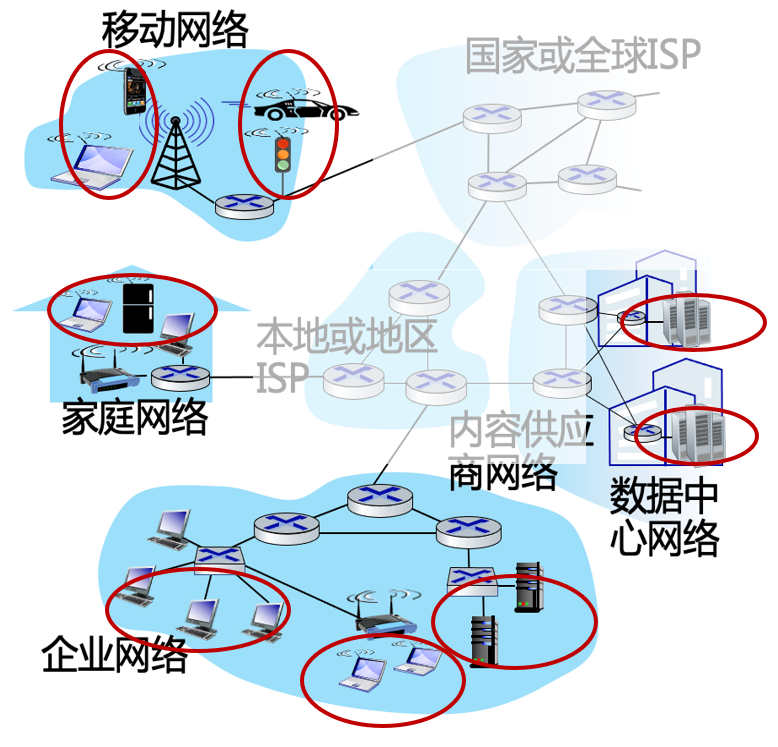 移动网络
国家或全球ISP
本地或地区
ISP
家庭网络
内容供应
商网络
数据中
心网络
企业网络